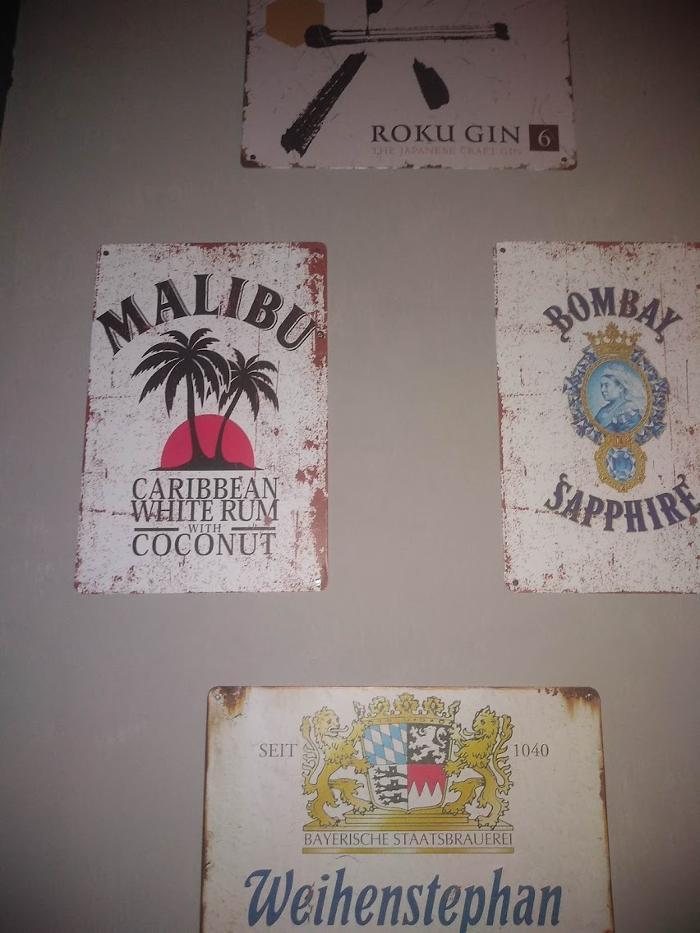 六
ROKU GIN 6
THE JAPANESE CRAFT GIN
MALIBU
CARIBBEAN
WHITE RUM
WITH
COCONUT
BOMBAY
SAPPHIRE
SEIT 1040
BAYERISCHE STAATSBRAUEREI
Weihenstephan